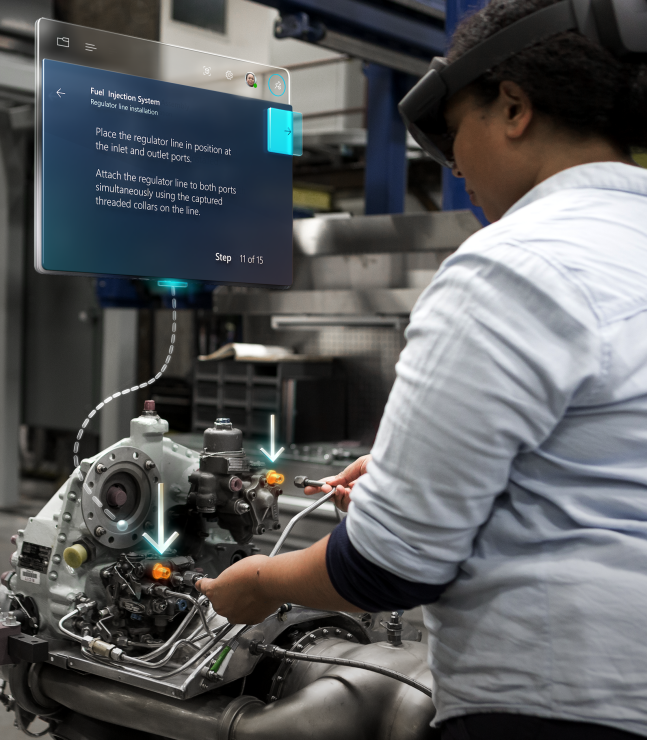 Fuel Injection System
Regulator line installation
Place the regulator line in position at
the inlet and outlet ports.
Attach the regulator line to both ports
simultaneously using the captured
threaded collars on the line.
Step 11 of 15